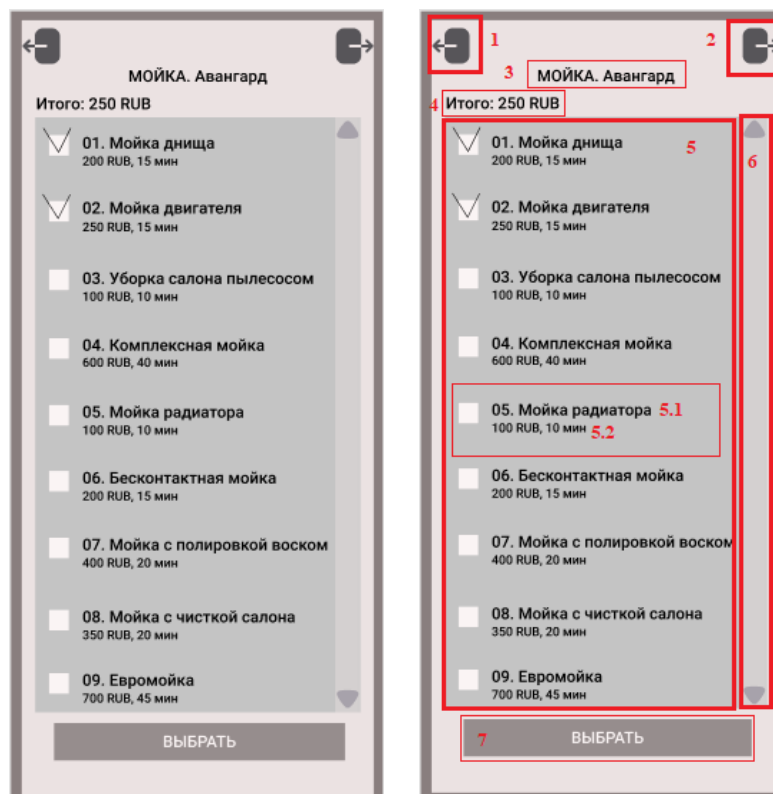 МОЙКА. Авангард
Итого: 250 RUB
01. Мойка днища
200 RUB, 15 мин
02. Мойка двигателя
250 RUB, 15 мин
03. Уборка салона пылесосом
100 RUB, 10 мин
04. Комплексная мойка
600 RUB, 40 мин
05. Мойка радиатора
100 RUB, 10 мин
06. Бесконтактная мойка
200 RUB, 15 мин
07. Мойка с полировкой воском
400 RUB, 20 мин
08. Мойка с чисткой салона
350 RUB, 20 мин
09. Евромойка
700 RUB, 45 мин
ВЫБРАТЬ
1
2
3 МОЙКА. Авангард
4 Итого: 250 RUB
5
6
01. Мойка днища
200 RUB, 15 мин
02. Мойка двигателя
250 RUB, 15 мин
03. Уборка салона пылесосом
100 RUB, 10 мин
04. Комплексная мойка
600 RUB, 40 мин
05. Мойка радиатора 5.1
100 RUB, 10 мин 5.2
06. Бесконтактная мойка
200 RUB, 15 мин
07. Мойка с полировкой воском
400 RUB, 20 мин
08. Мойка с чисткой салона
350 RUB, 20 мин
09. Евромойка
700 RUB, 45 мин
7 ВЫБРАТЬ